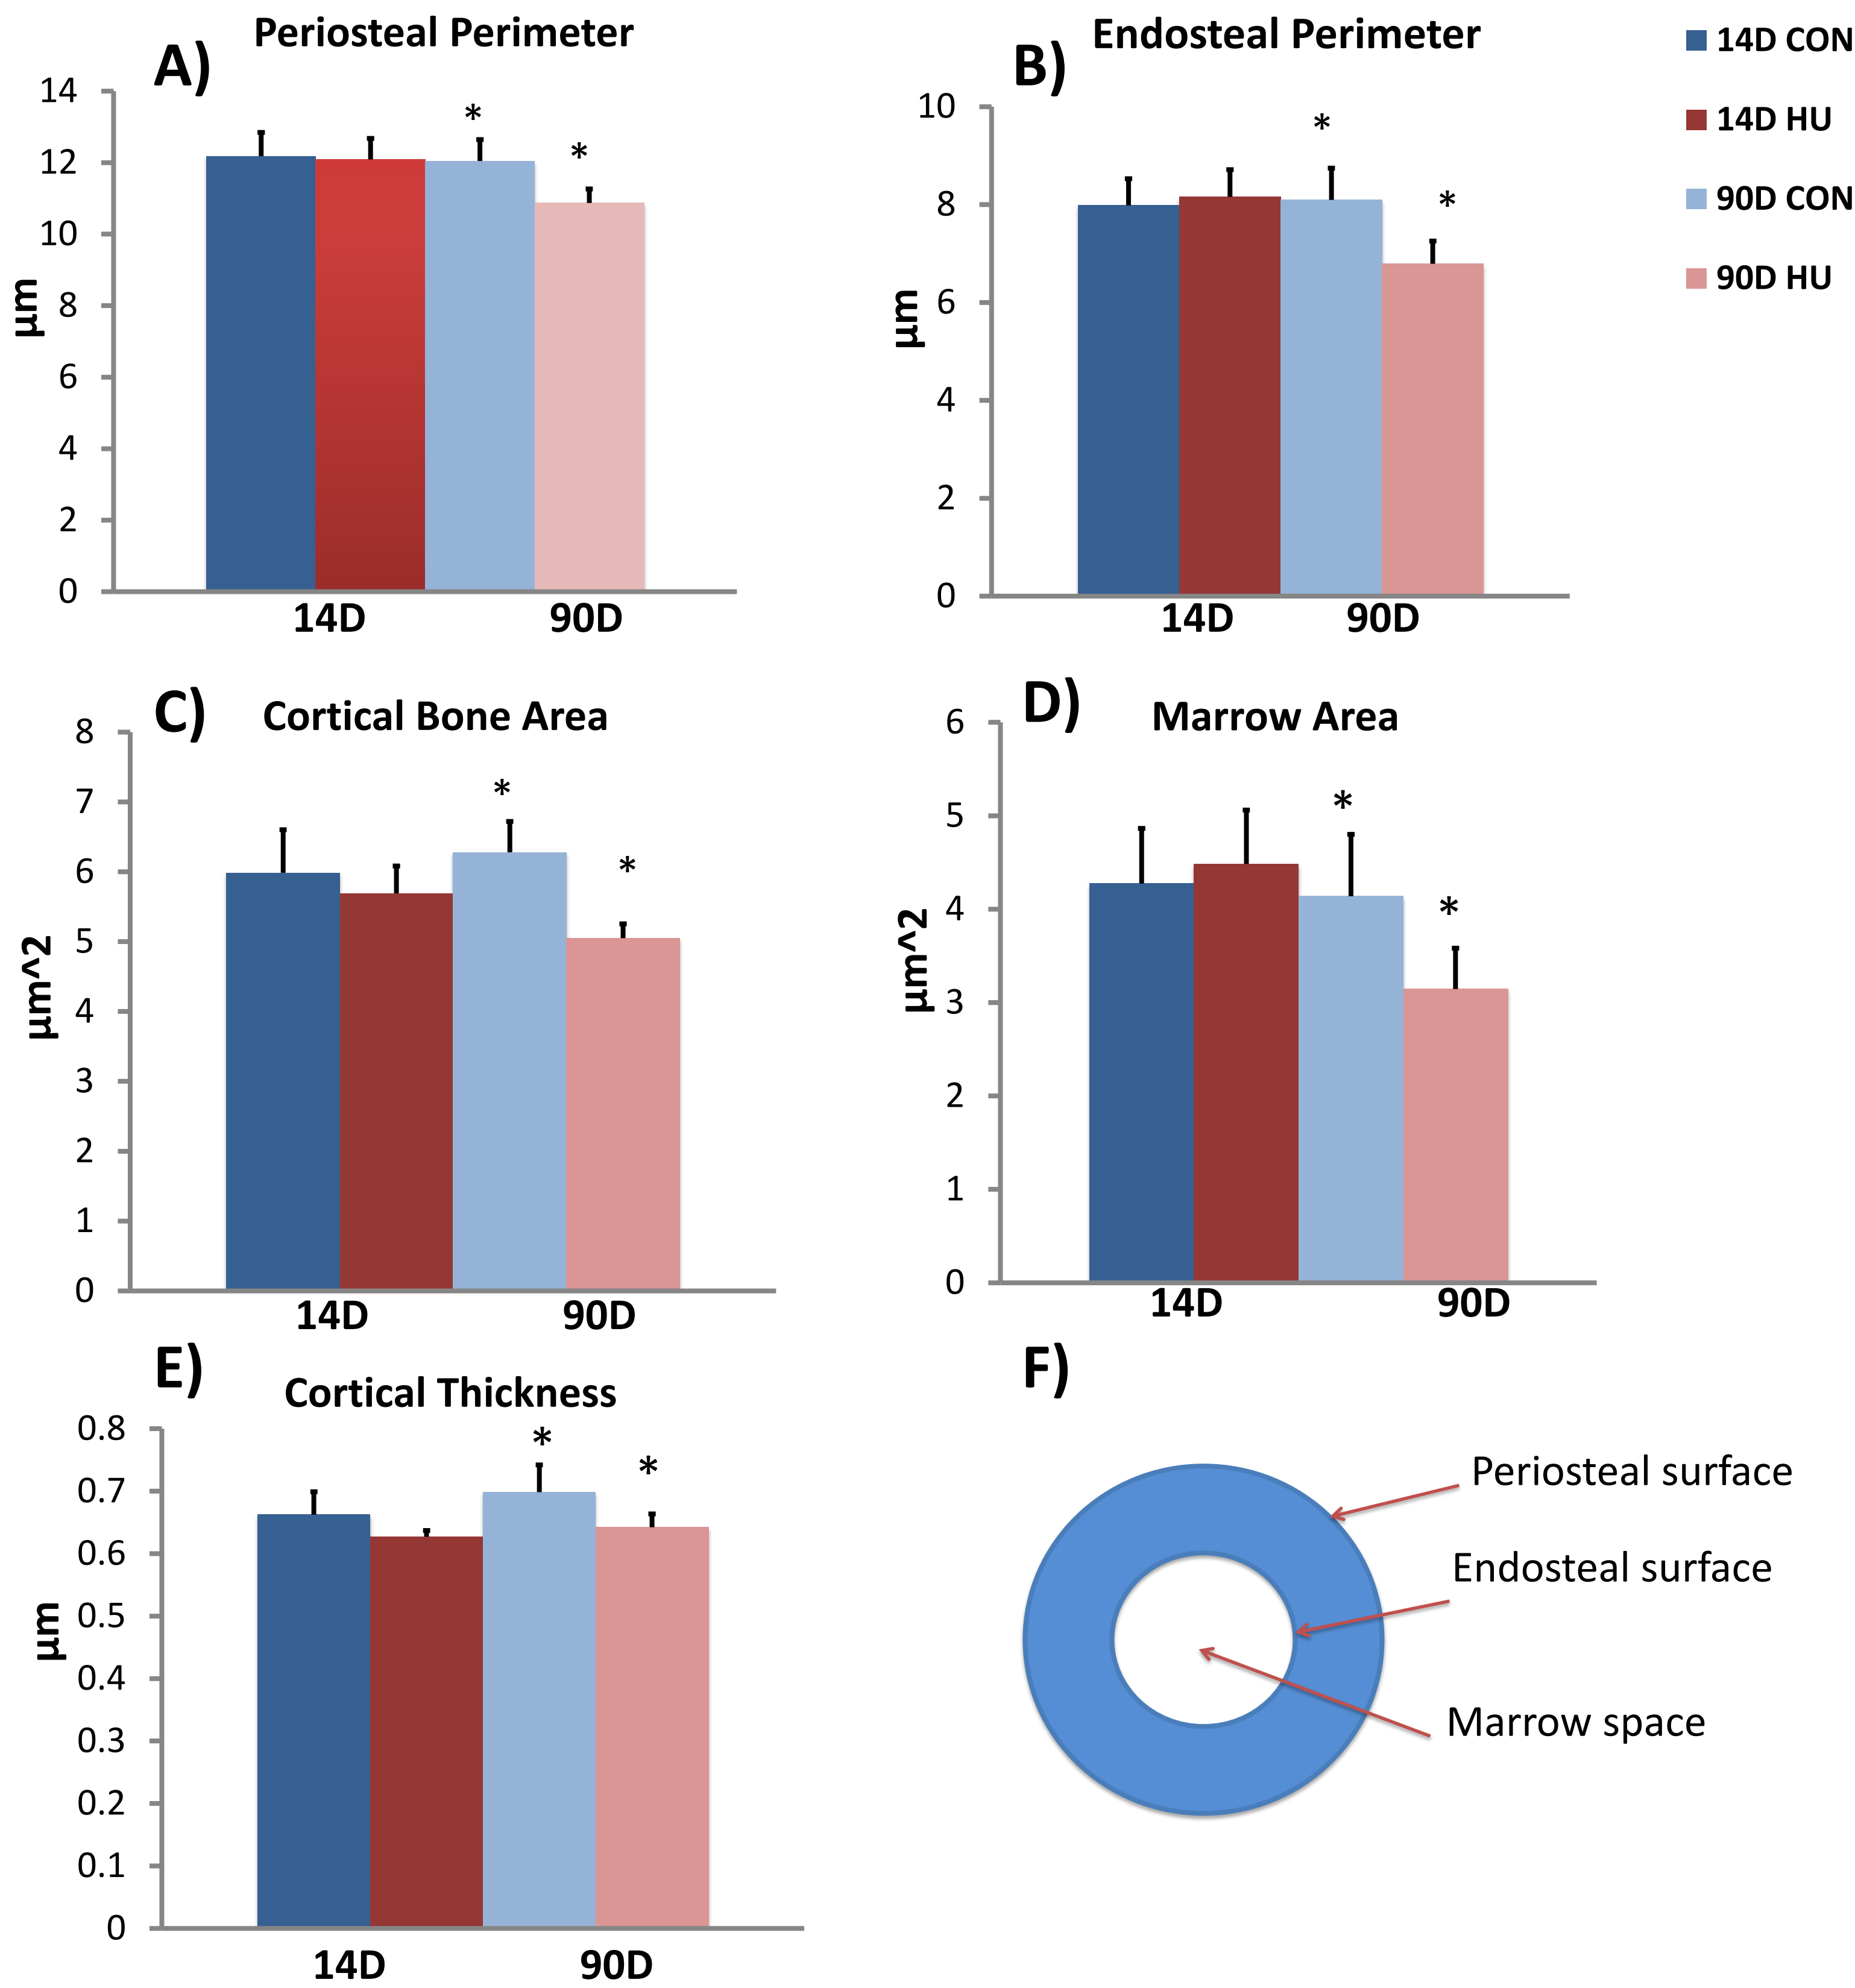 A)
Periosteal Perimeter
14
12
10
8
6
4
2
0
µm
*
*
14D
90D
B)
Endosteal Perimeter
10
8
6
4
2
0
µm
*
*
14D
90D
14D CON
14D HU
90D CON
90D HU
C)
Cortical Bone Area
8
7
6
5
4
3
2
1
0
µm^2
*
*
14D
90D
D)
Marrow Area
6
5
4
3
2
1
0
µm^2
*
*
14D
90D
E)
Cortical Thickness
0.8
0.7
0.6
0.5
0.4
0.3
0.2
0.1
0
µm
*
*
14D
90D
F)
Periosteal surface
Endosteal surface
Marrow space